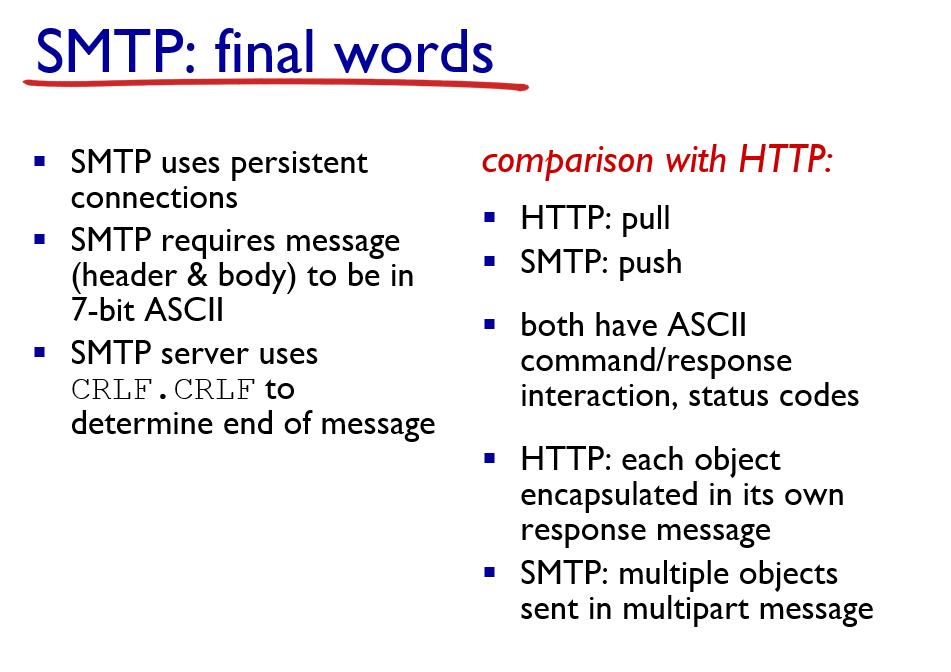 SMTP: final words
▪ SMTP uses persistent
connections
▪ SMTP requires message
(header & body) to be in
7-bit ASCII
▪ SMTP server uses
CRLF.CRLF to
determine end of message
comparison with HTTP:
▪ HTTP: pull
▪ SMTP: push
▪ both have ASCII
command/response
interaction, status codes
▪ HTTP: each object
encapsulated in its own
response message
▪ SMTP: multiple objects
sent in multipart message